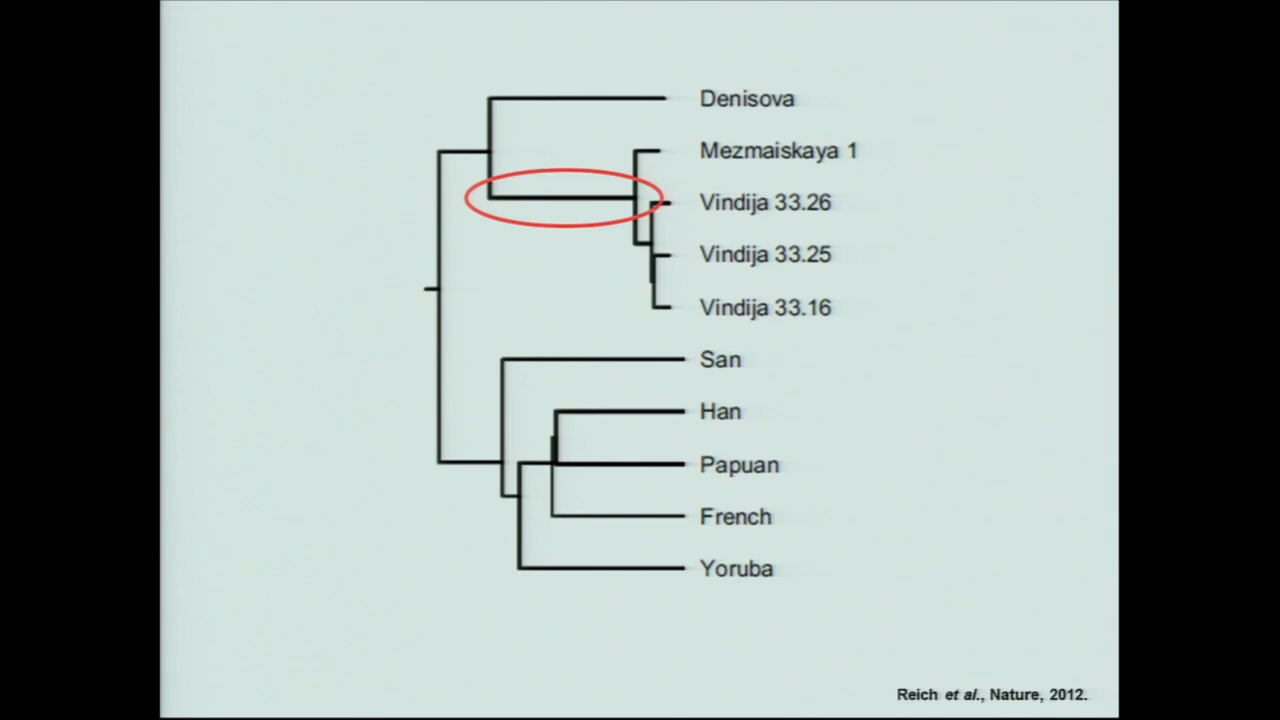 Denisova
Mezmaiskaya 1
Vindija 33.26
Vindija 33.25
Vindija 33.16
San
Han
Papuan
French
Yoruba
Reich et al., Nature, 2012.